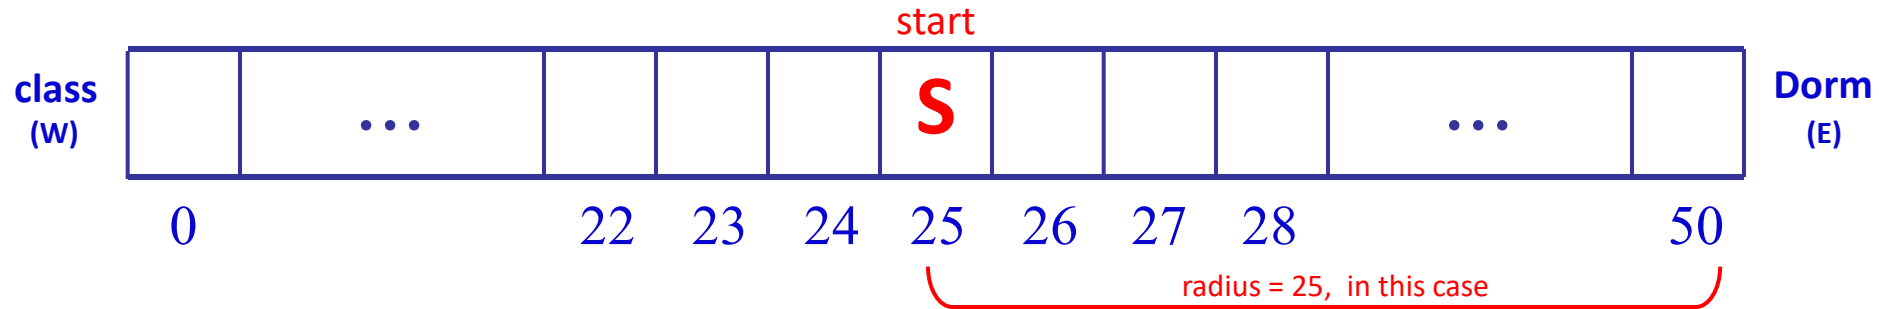 start
class
(W)
...
S
...
Dorm
(E)
0 22 23 24 25 26 27 28 50
radius = 25, in this case